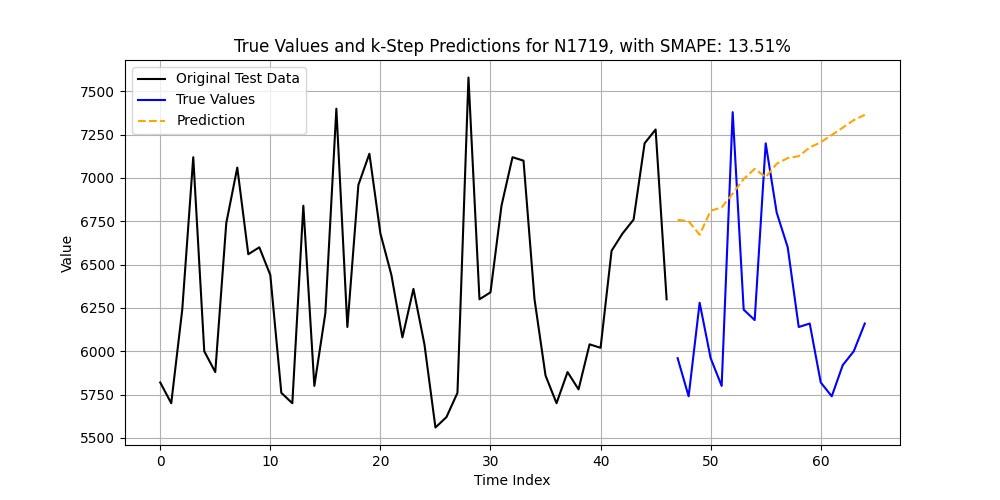 True Values and k-Step Predictions for N1719, with SMAPE: 13.51%
Original Test Data
True Values
Prediction
Value
7500
7250
7000
6750
6500
6250
6000
5750
5500
0 10 20 30 40 50 60
Time Index